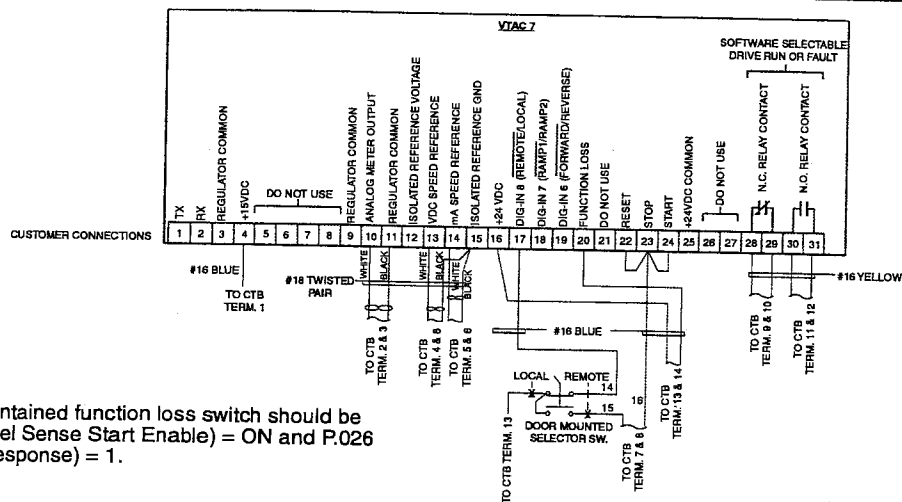 VTAC 7
SOFTWARE SELECTABLE
DRIVE RUN OR FAULT
TX
RX
REGULATOR COMMON
+15VDC
DO NOT USE
REGULATOR COMMON
ANALOG METER OUTPUT
REGULATOR COMMON
ISOLATED REFERENCE VOLTAGE
VDC SPEED REFERENCE
mA SPEED REFERENCE
ISOLATED REFERENCE GND
+24 VDC
DIG-IN 8 (REMOTE/LOCAL)
DIG-IN 7 (RAMP1/RAMP2)
DIG-IN 6 (FORWARD/REVERSE)
FUNCTION LOSS
DO NOT USE
RESET
STOP
START
+24VDC COMMON
DO NOT USE
N.C. RELAY CONTACT
N.O. RELAY CONTACT
CUSTOMER CONNECTIONS
1 2 3 4 5 6 7 8 9 10 11 12 13 14 15 16 17 18 19 20 21 22 23 24 25 26 27 28 29 30 31
#16 BLUE
#18 TWISTED
PAIR
WHITE
BLACK
WHITE
BLACK
WHITE
BLACK
#16 YELLOW
TO CTB
TERM. 1
TO CTB
TERM. 2 & 3
TO CTB
TERM. 4 & 6
TO CTB
TERM. 5 & 6
#16 BLUE
TO CTB
TERM. 9 & 10
TO CTB
TERM. 11 & 12
LOCAL
REMOTE
14
15
16
DOOR MOUNTED
SELECTOR SW.
TO CTB TERM. 13
TO CTB
TERM. 7 & 8
TO CTB
TERM. 13 & 14
ntained function loss switch should be
el Sense Start Enable) = ON and P.026
esponse) = 1.